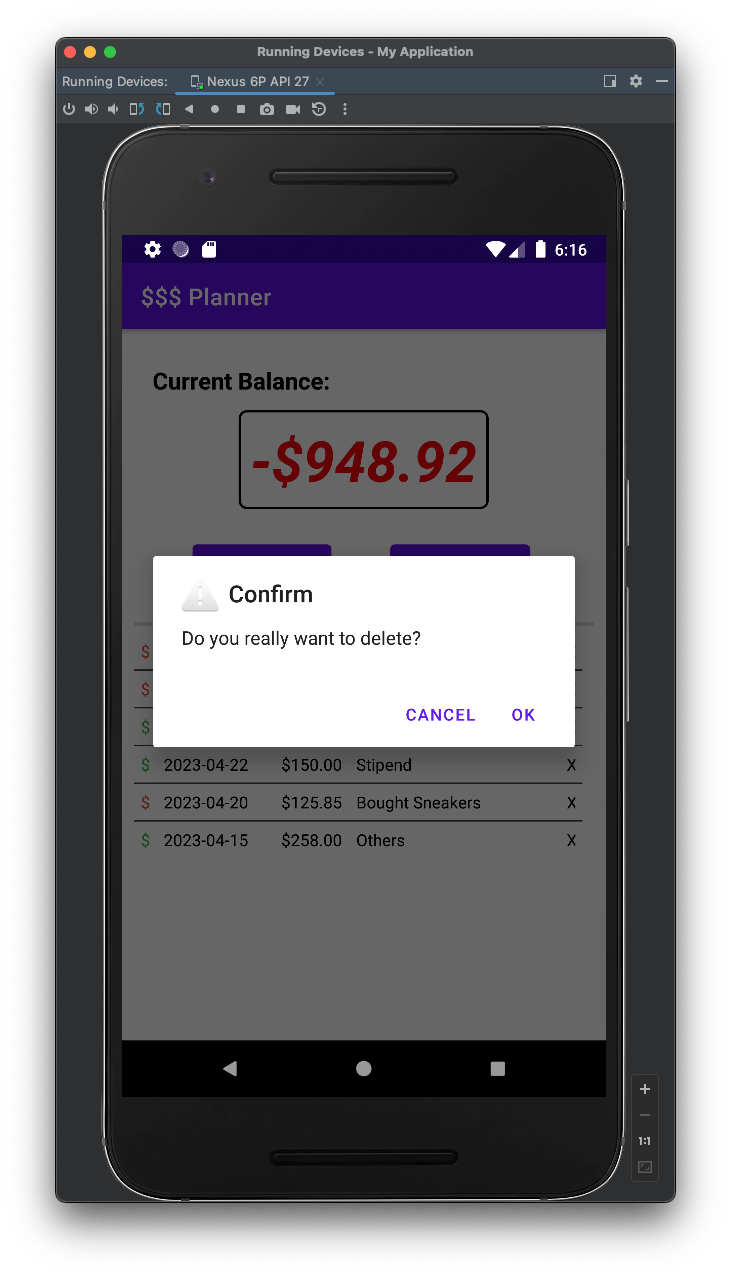 Running Devices - My Application
Running Devices: Nexus 6P API 27
6:16
$$$ Planner
Current Balance:
-$948.92
Confirm
Do you really want to delete?
CANCEL OK
$
$
$
$ 2023-04-22 $150.00 Stipend X
$ 2023-04-20 $125.85 Bought Sneakers X
$ 2023-04-15 $258.00 Others X
1:1